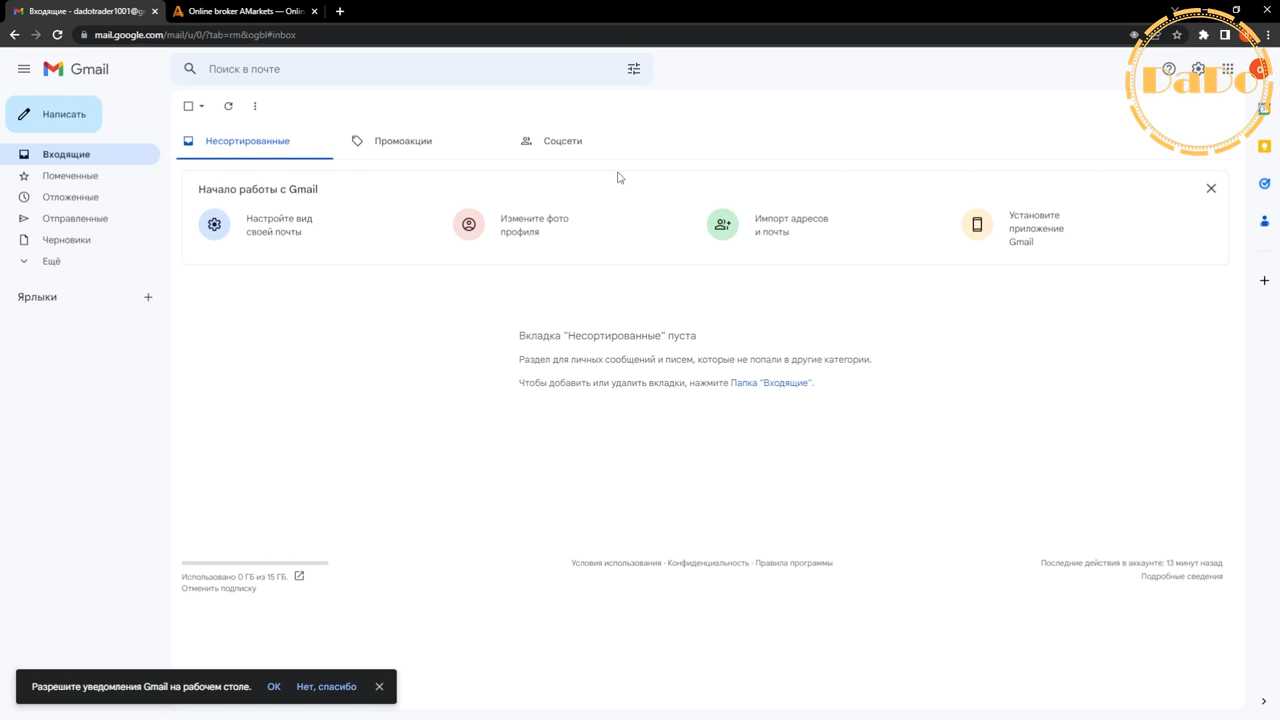 Входящие - dadotrader1001@g
Online broker AMarkets — Onlin
mail.google.com/mail/u/0/?tab=rm&ogbl#inbox
Gmail
Поиск в почте
DaDo
Написать
Несортированные
Промоакции
Соцсети
Входящие
Помеченные
Отложенные
Отправленные
Черновики
Ещё
Ярлыки
Начало работы с Gmail
Настройте вид
своей почты
Измените фото
профиля
Импорт адресов
и почты
Установите
приложение
Gmail
Вкладка "Несортированные" пуста
Раздел для личных сообщений и писем, которые не попали в другие категории.
Чтобы добавить или удалить вкладки, нажмите Папка "Входящие".
Использовано 0 ГБ из 15 ГБ.
Отменить подписку
Условия использования · Конфиденциальность · Правила программы
Последние действия в аккаунте: 13 минут назад
Подробные сведения
Разрешите уведомления Gmail на рабочем столе. ОК Нет, спасибо